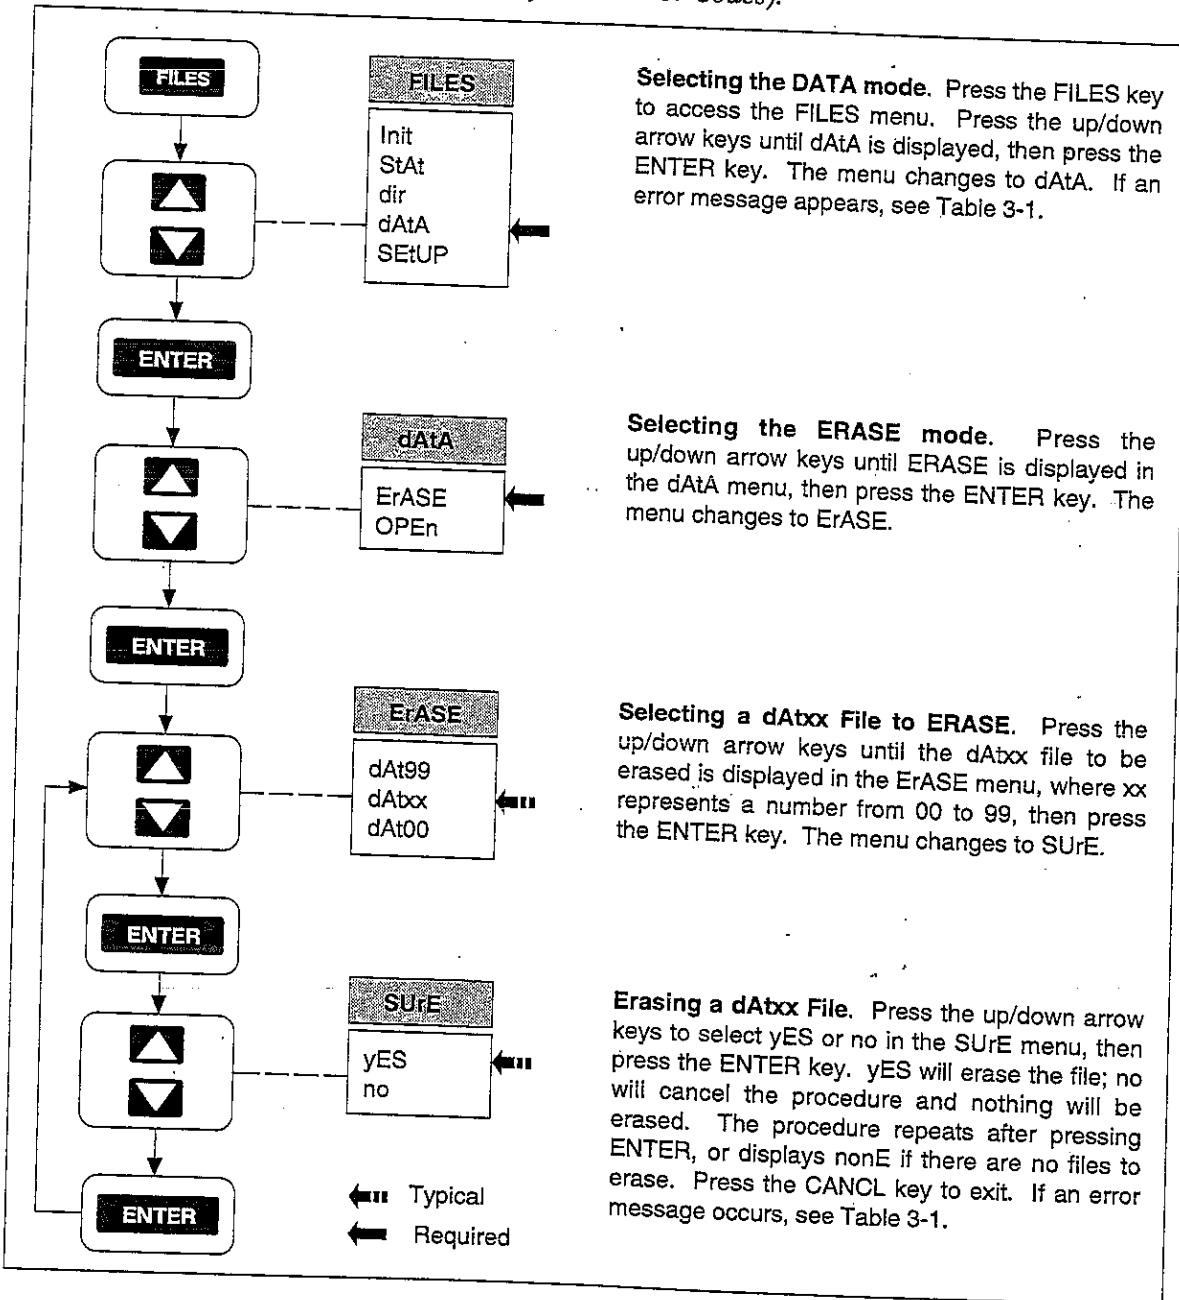 Codes).
FILES
FILES
Init
StAt
dir
dAtA
SEtUP
Selecting the DATA mode. Press the FILES key
to access the FILES menu. Press the up/down
arrow keys until dAtA is displayed, then press the
ENTER key. The menu changes to dAtA. If an
error message appears, see Table 3-1.
ENTER
dAtA
ErASE
OPEn
Selecting the ERASE mode. Press the
up/down arrow keys until ERASE is displayed in
the dAtA menu, then press the ENTER key. The
menu changes to ErASE.
ENTER
ErASE
dAt99
dAtxx
dAt00
Selecting a dAtxx File to ERASE. Press the
up/down arrow keys until the dAtxx file to be
erased is displayed in the ErASE menu, where xx
represents a number from 00 to 99, then press
the ENTER key. The menu changes to SUrE.
ENTER
SUrE
yES
no
Erasing a dAtxx File. Press the up/down arrow
keys to select yES or no in the SUrE menu, then
press the ENTER key. yES will erase the file; no
will cancel the procedure and nothing will be
erased. The procedure repeats after pressing
ENTER, or displays nonE if there are no files to
erase. Press the CANCL key to exit. If an error
message occurs, see Table 3-1.
ENTER
Typical
Required